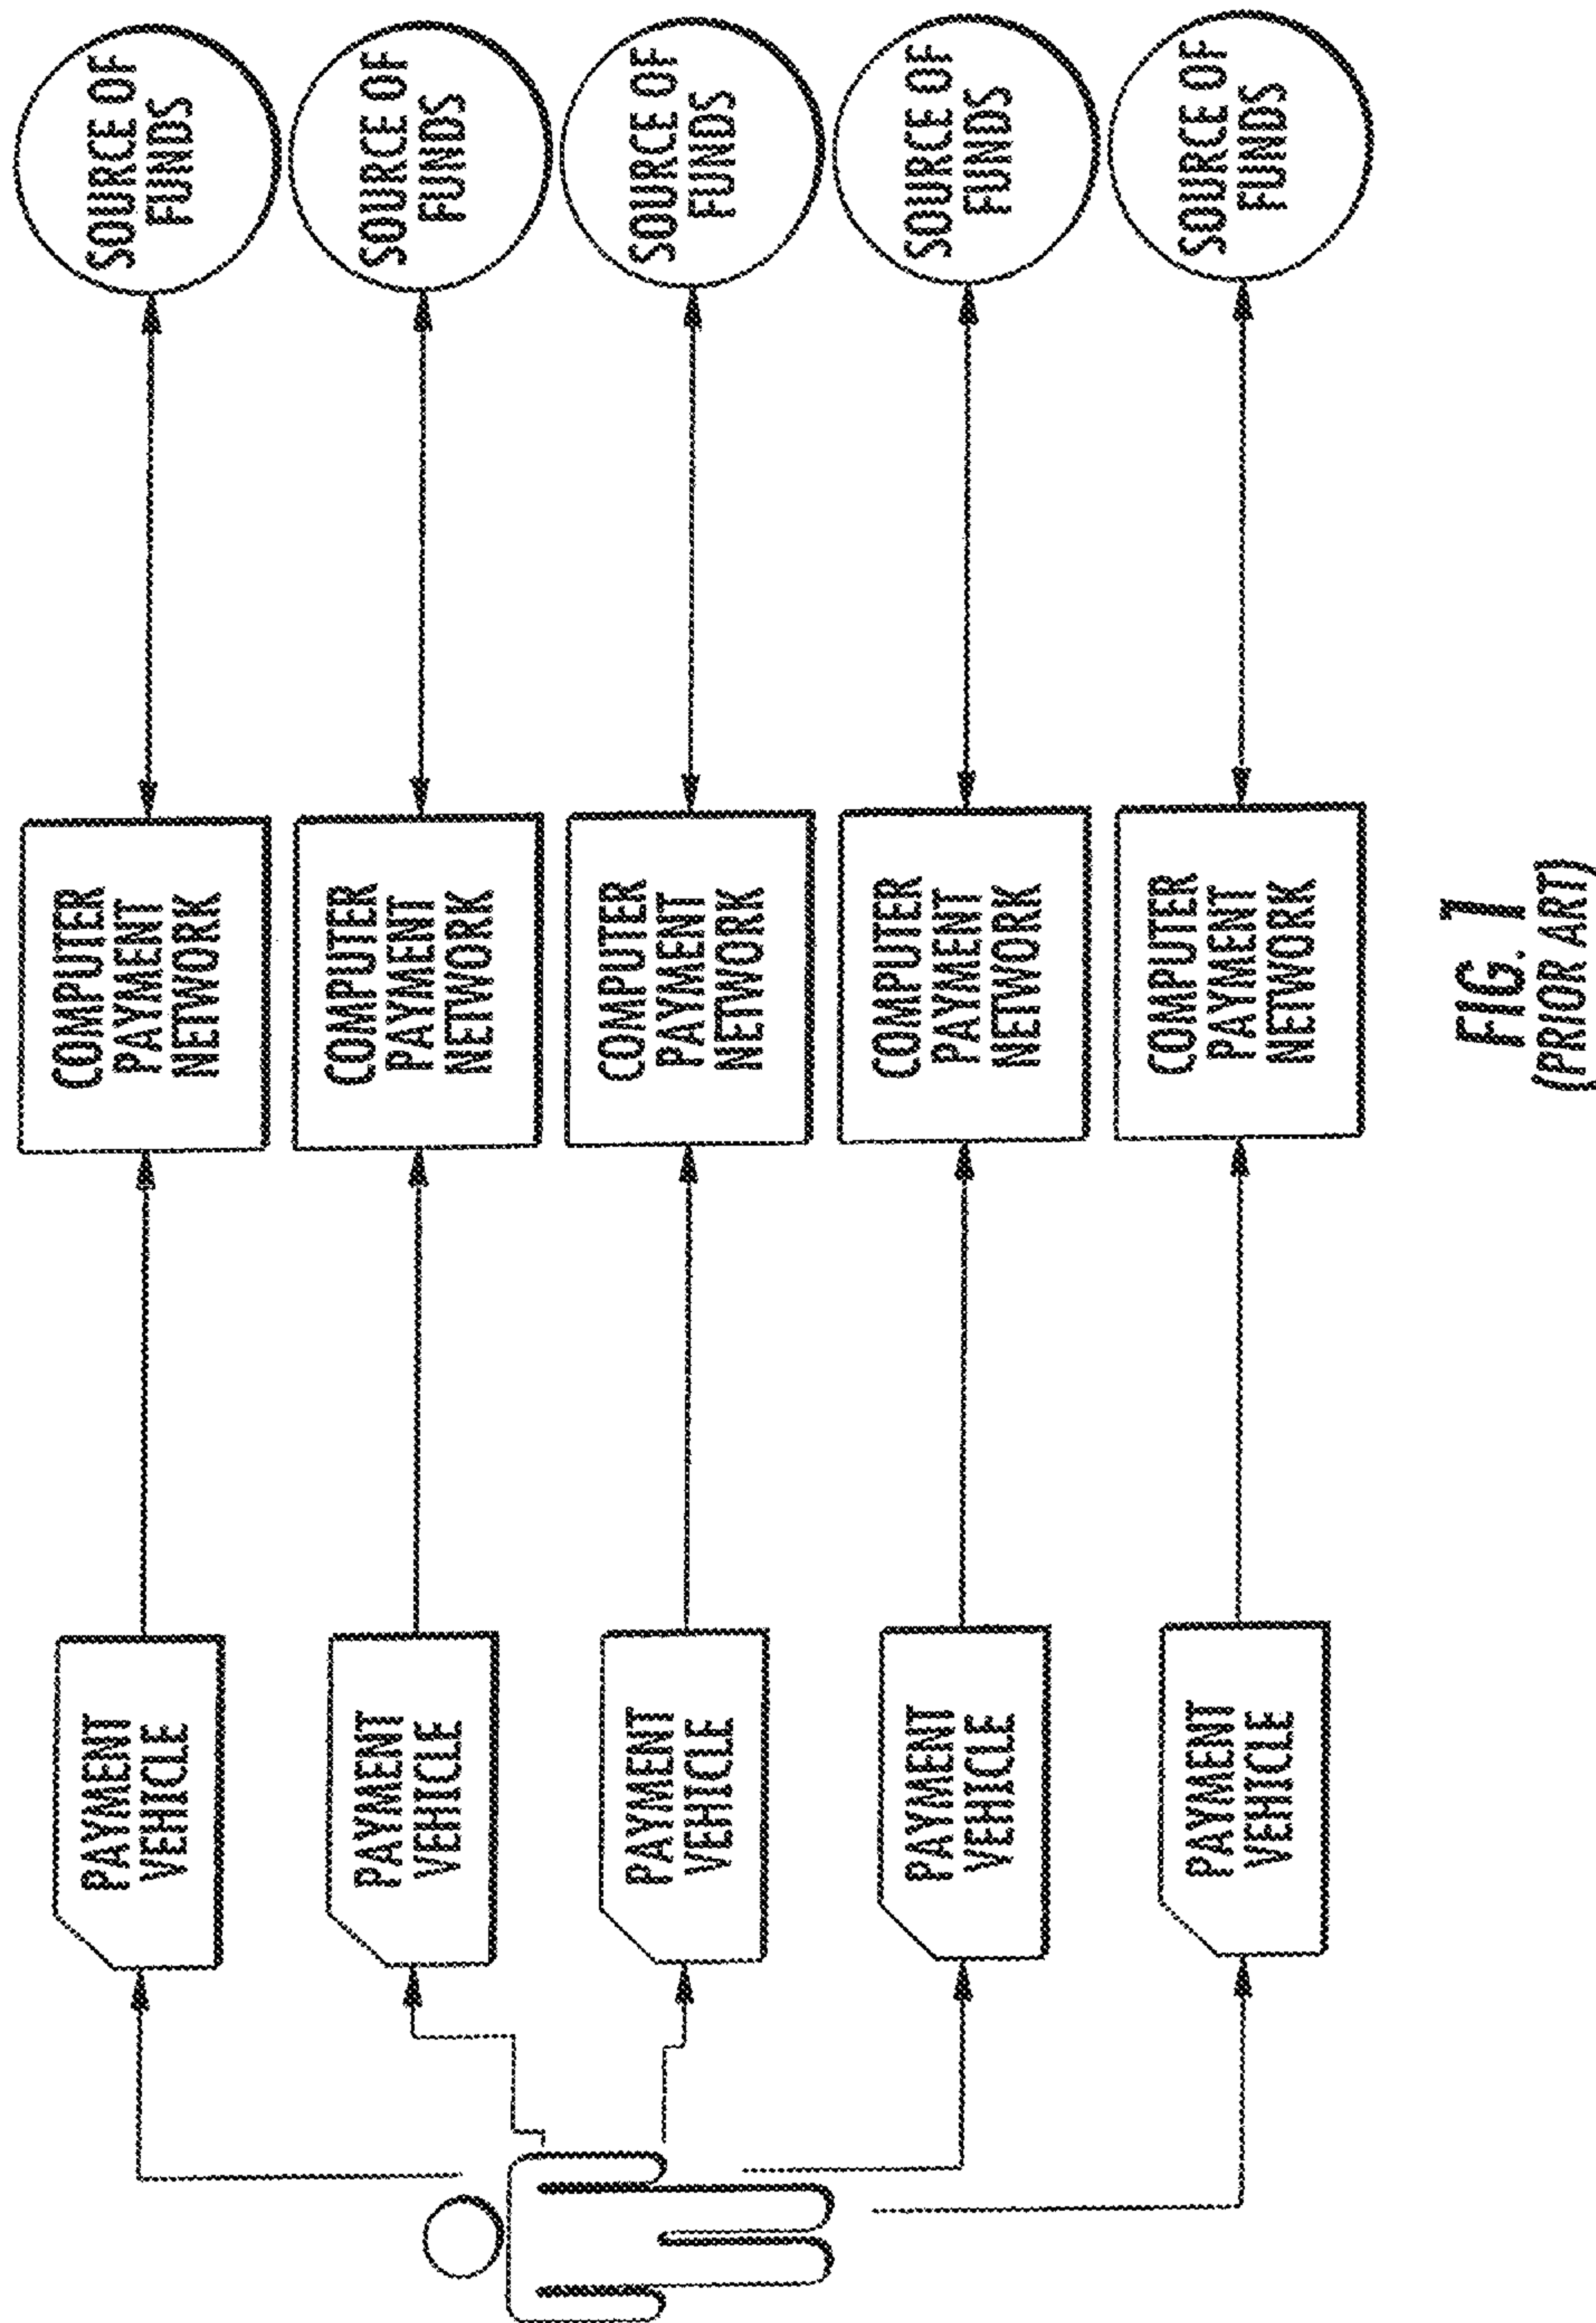 PAYMENT
VEHICLE
COMPUTER
PAYMENT
NETWORK
SOURCE OF
FUNDS
PAYMENT
VEHICLE
COMPUTER
PAYMENT
NETWORK
SOURCE OF
FUNDS
PAYMENT
VEHICLE
COMPUTER
PAYMENT
NETWORK
SOURCE OF
FUNDS
PAYMENT
VEHICLE
COMPUTER
PAYMENT
NETWORK
SOURCE OF
FUNDS
PAYMENT
VEHICLE
COMPUTER
PAYMENT
NETWORK
SOURCE OF
FUNDS
FIG. 1
(PRIOR ART)